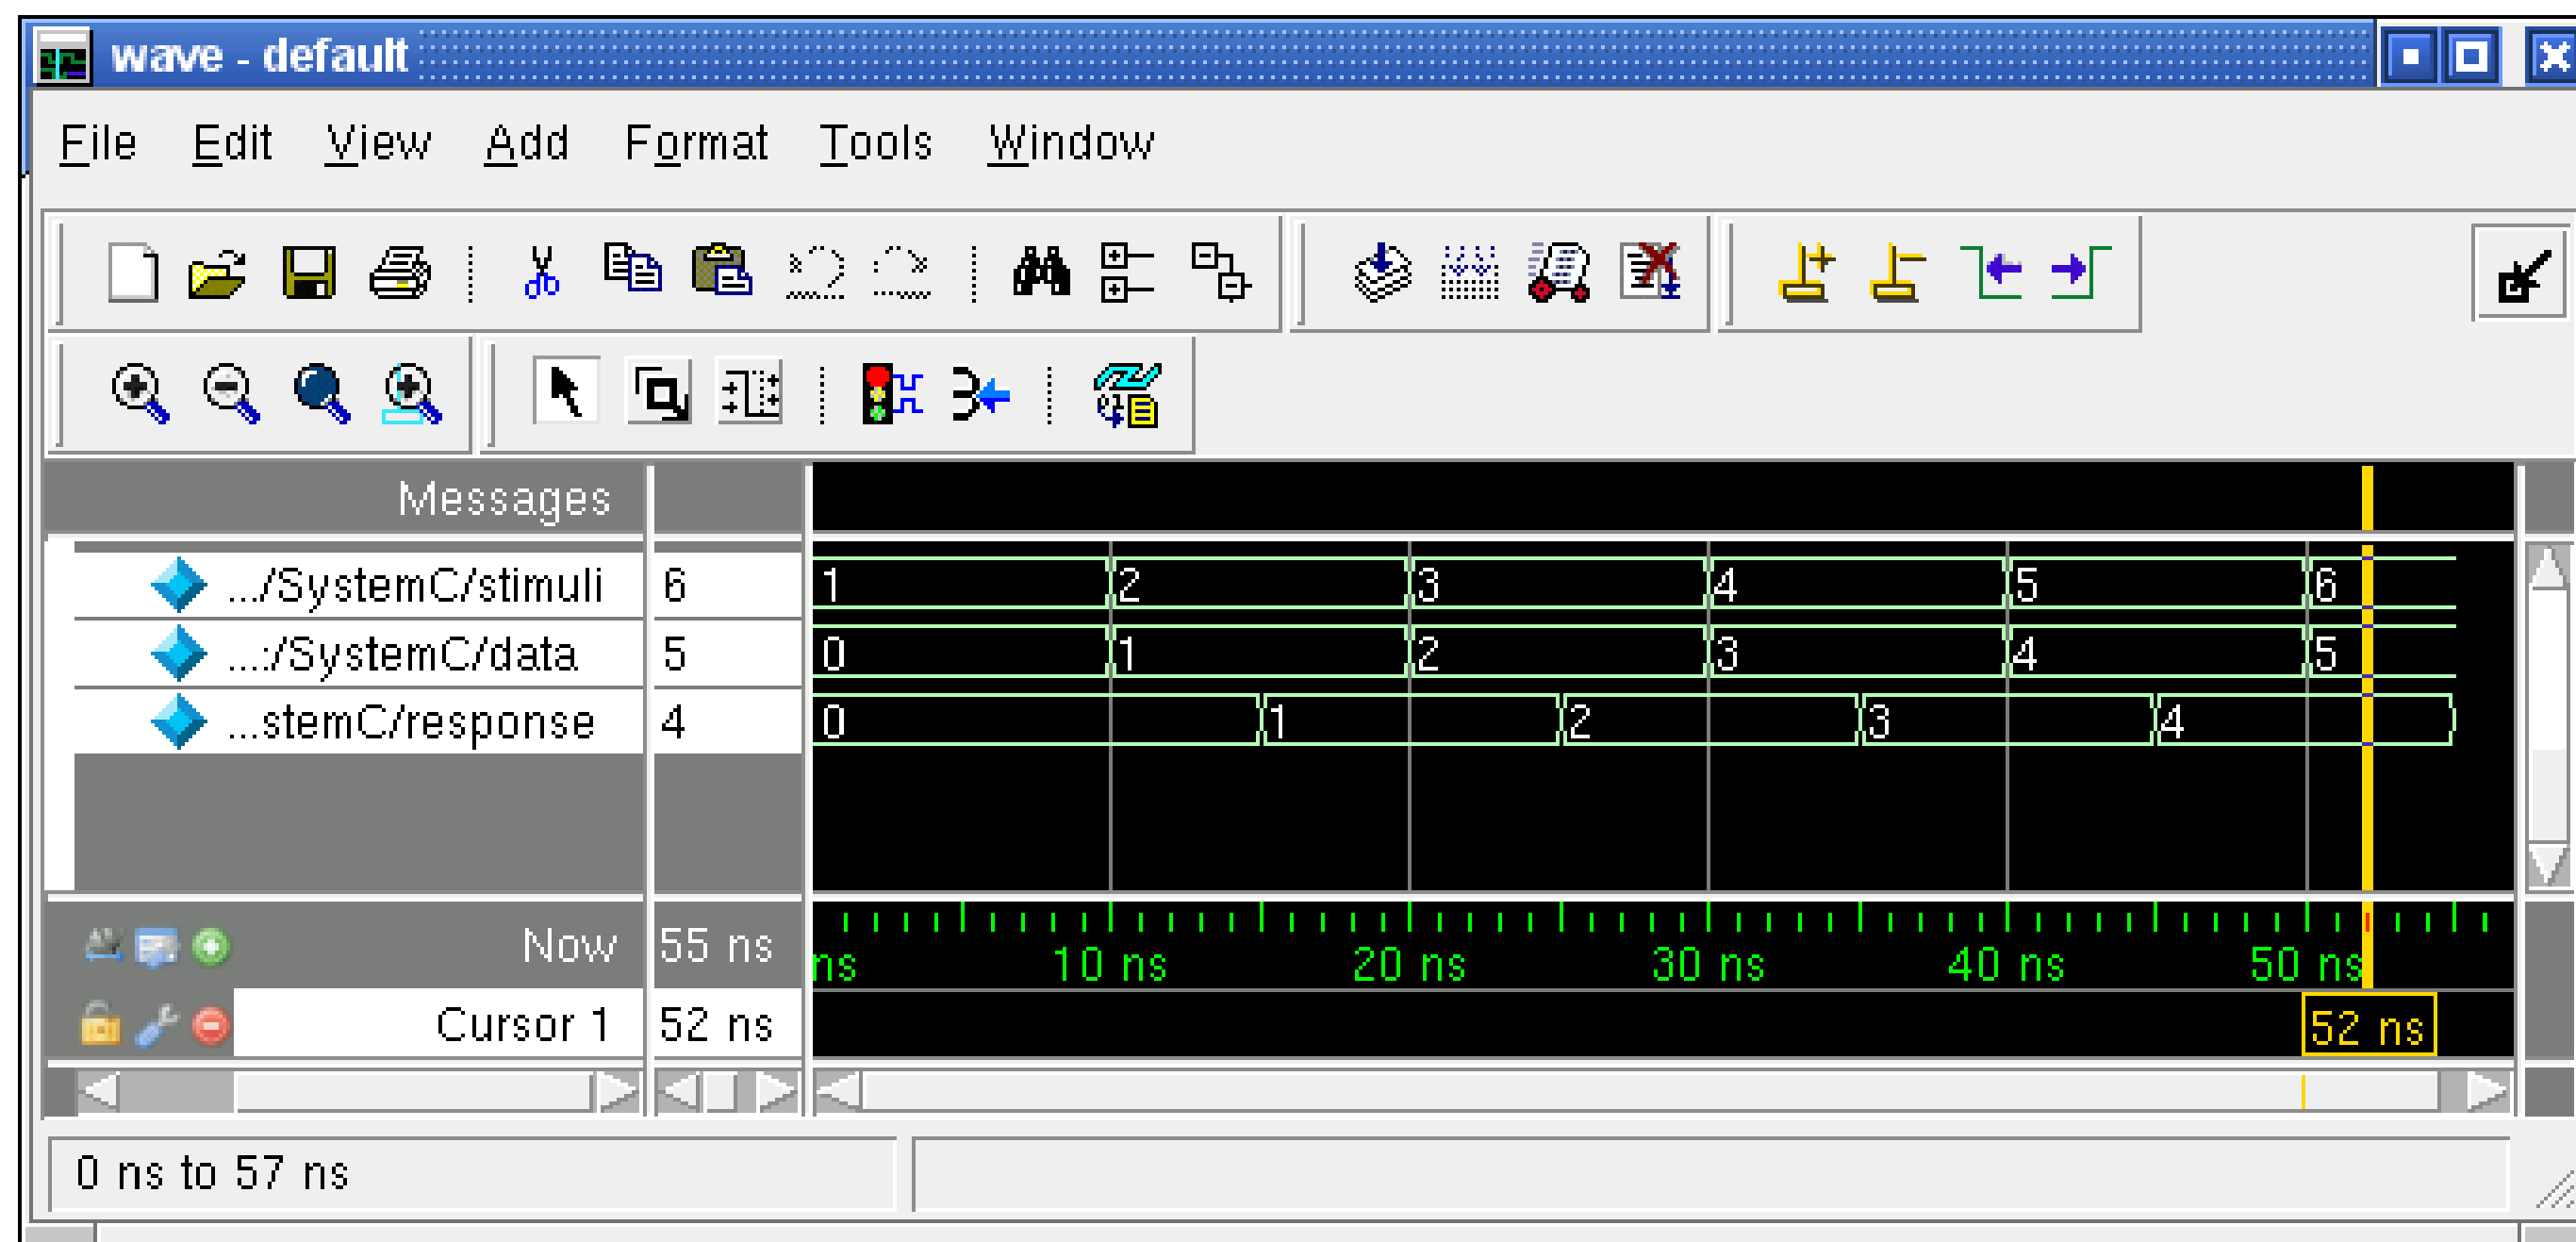 wave - default
File Edit View Add Format Tools Window
Messages
.../SystemC/stimuli 6 1 2 3 4 5 6
...:/SystemC/data 5 0 1 2 3 4 5
...stemC/response 4 0 1 2 3 4
Now 55 ns ns 10 ns 20 ns 30 ns 40 ns 50 ns
Cursor 1 52 ns 52 ns
0 ns to 57 ns